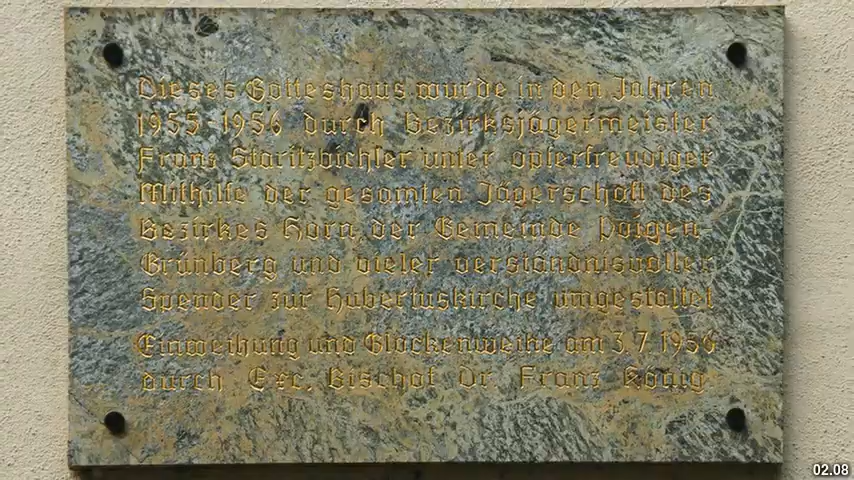 Dieses Gotteshaus wurde in den Jahren
1955-1956 durch Bezirksjägermeister
Franz Staritzbichler unter opferfreudiger
Mithilfe der gesamten Jägerschaft des
Bezirkes Horn, der Gemeinde Poigen-
Grünberg und vieler verständnisvoller
Spender zur Hubertuskirche umgestaltet
Einweihung und Glockenweihe am 3.7.1956
durch Exc. Bischof Dr. Franz König
02.08